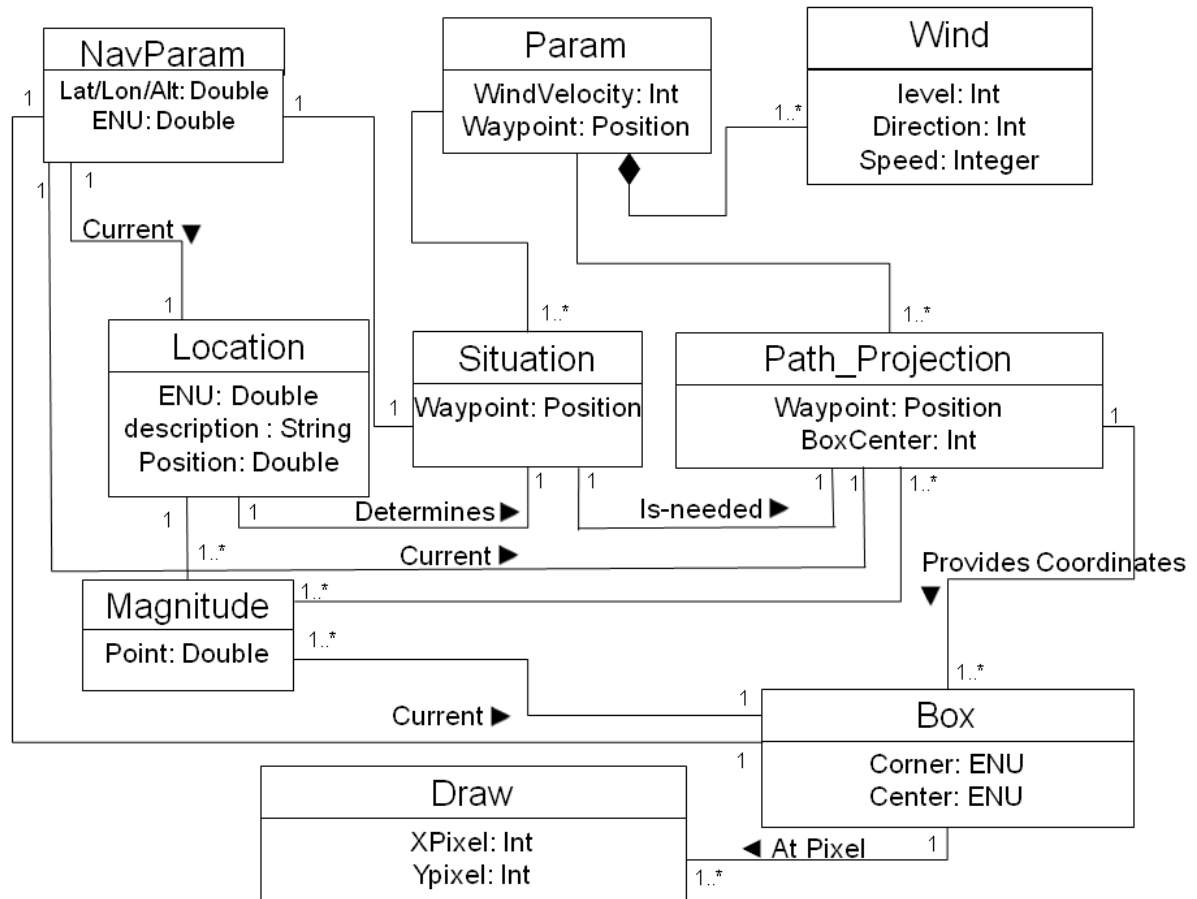 NavParam
Lat/Lon/Alt: Double
ENU: Double
Param
WindVelocity: Int
Waypoint: Position
Wind
level: Int
Direction: Int
Speed: Integer
1
1
1..*
1
1
Current ▼
1
1..*
1..*
Location
ENU: Double
description : String
Position: Double
Situation
Waypoint: Position
Path_Projection
Waypoint: Position
BoxCenter: Int
1
1
1
1
Determines ►
1
1
Is-needed ►
1
1
1..*
1..*
Current ►
Provides Coordinates
▼
Magnitude
Point: Double
1..*
1..*
1..*
1
Current ►
1
Box
Corner: ENU
Center: ENU
Draw
XPixel: Int
Ypixel: Int
◄ At Pixel
1
1..*